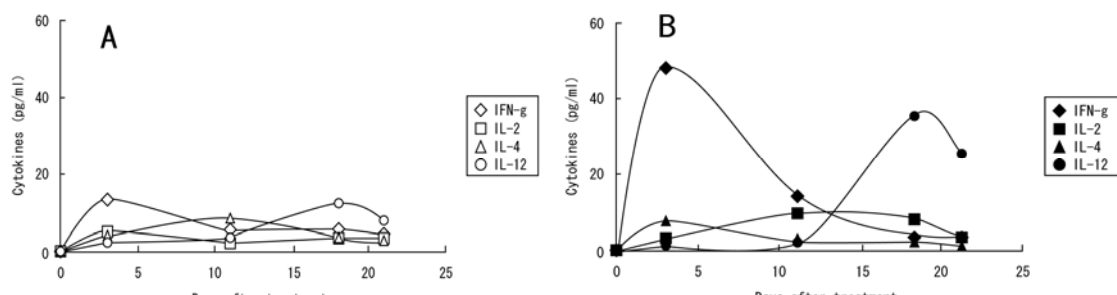 60
A
40
20
0
Cytokines (pg/ml)
0 5 10 15 20 25
IFN-g
IL-2
IL-4
IL-12
60
B
40
20
0
Cytokines (pg/ml)
0 5 10 15 20 25
Days after treatment
IFN-g
IL-2
IL-4
IL-12